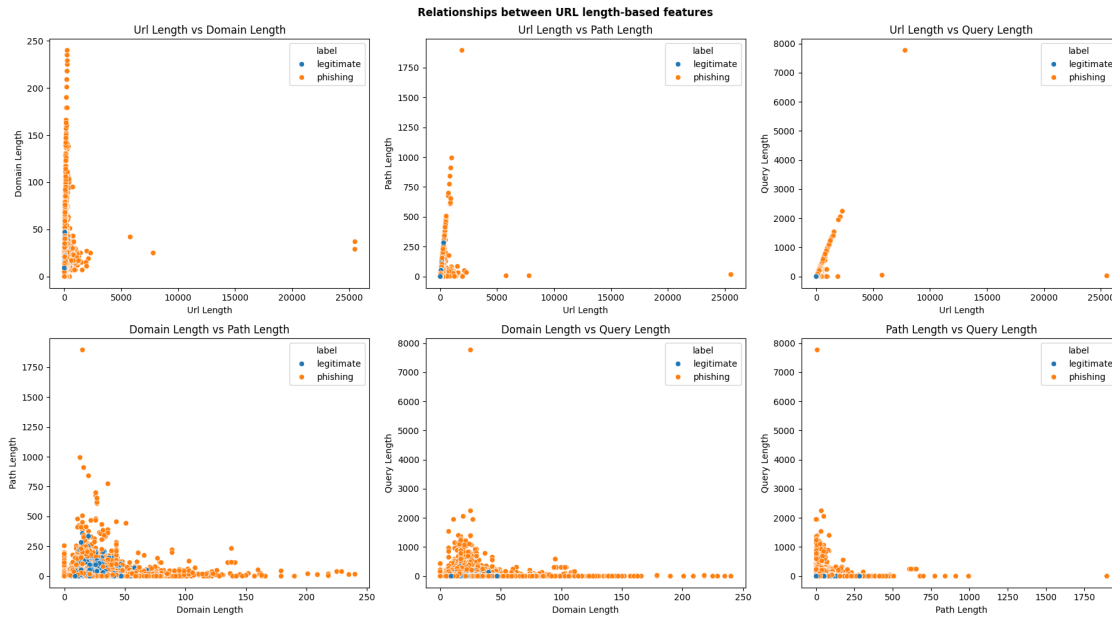 Relationships between URL length-based features
Url Length vs Domain Length
Url Length vs Path Length
Url Length vs Query Length
250
200
150
100
50
0
Domain Length
label
legitimate
phishing
0
5000
10000
15000
20000
25000
Url Length
1750
1500
1250
1000
750
500
250
0
Path Length
label
legitimate
phishing
0
5000
10000
15000
20000
25000
Url Length
8000
7000
6000
5000
4000
3000
2000
1000
0
Query Length
label
legitimate
phishing
0
5000
10000
15000
20000
25000
Url Length
Domain Length vs Path Length
Domain Length vs Query Length
Path Length vs Query Length
1750
1500
1250
1000
750
500
250
0
Path Length
label
legitimate
phishing
0
50
100
150
200
250
Domain Length
8000
7000
6000
5000
4000
3000
2000
1000
0
Query Length
label
legitimate
phishing
0
50
100
150
200
250
Domain Length
8000
7000
6000
5000
4000
3000
2000
1000
0
Query Length
label
legitimate
phishing
0
250
500
750
1000
1250
1500
1750
Path Length